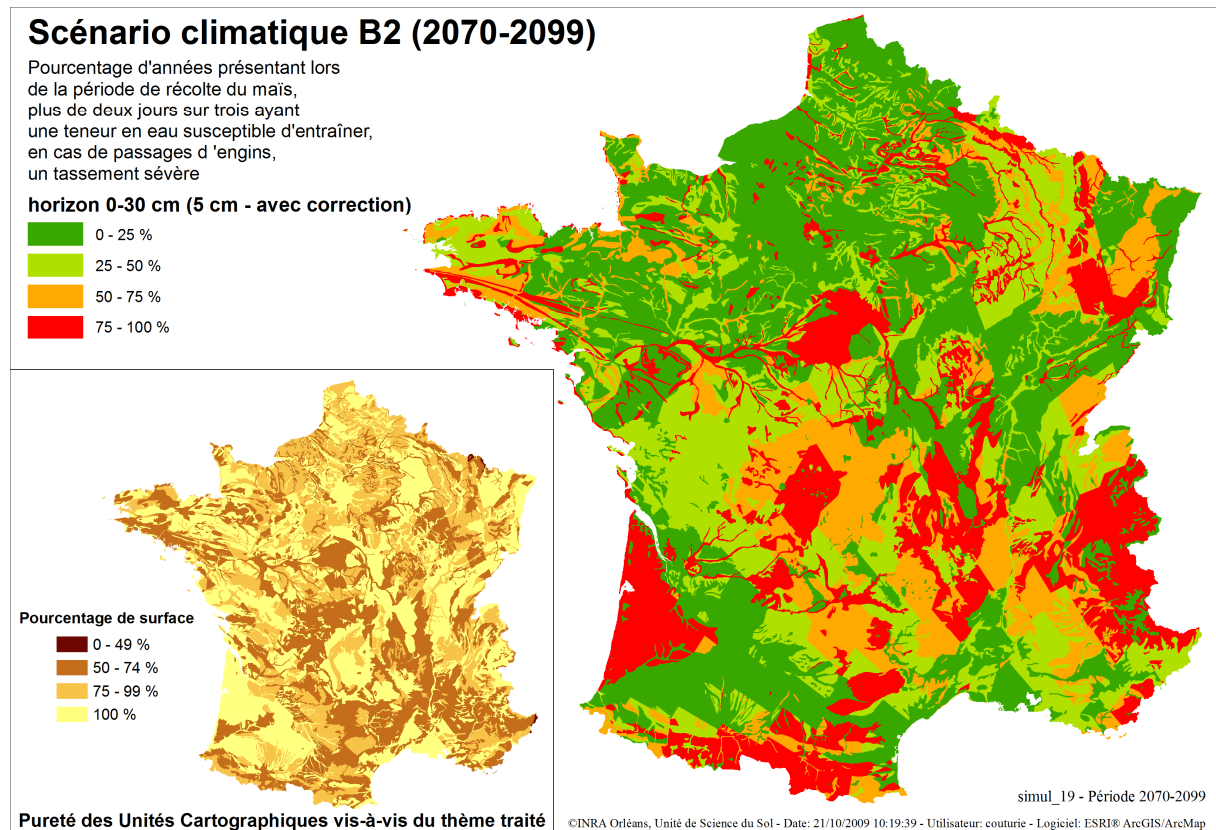 Scénario climatique B2 (2070-2099)
Pourcentage d'années présentant lors
de la période de récolte du maïs,
plus de deux jours sur trois ayant
une teneur en eau susceptible d'entraîner,
en cas de passages d 'engins,
un tassement sévère
horizon 0-30 cm (5 cm - avec correction)
0 - 25 %
25 - 50 %
50 - 75 %
75 - 100 %
Pourcentage de surface
0 - 49 %
50 - 74 %
75 - 99 %
100 %
Pureté des Unités Cartographiques vis-à-vis du thème traité
simul_19 - Période 2070-2099
©INRA Orléans, Unité de Science du Sol - Date: 21/10/2009 10:19:39 - Utilisateur: couturie - Logiciel: ESRI® ArcGIS/ArcMap